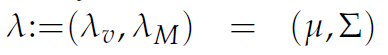 λ:=(λ_v, λ_M) = (μ, Σ)